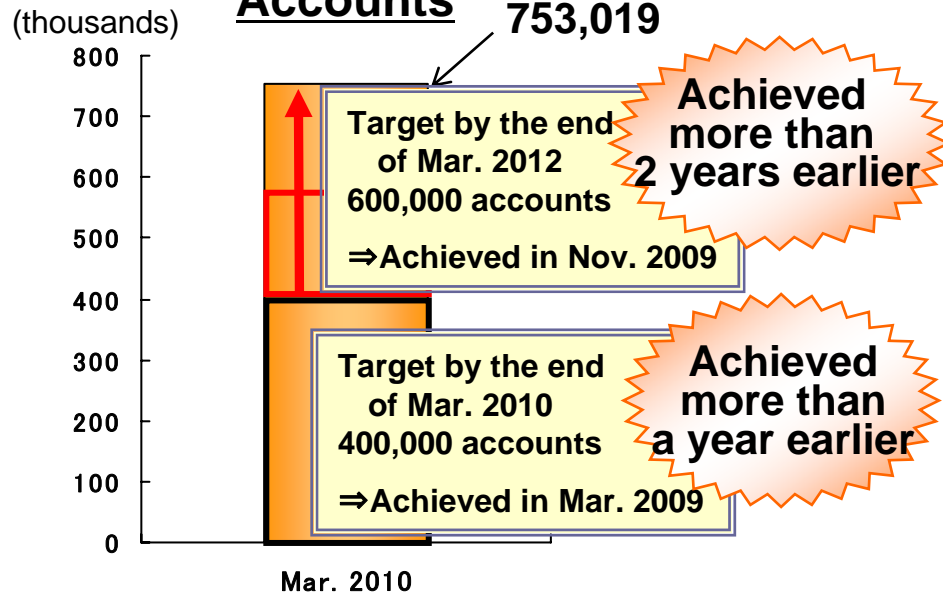 Accounts
(thousands)
753,019
800
700
600
500
400
300
200
100
0
Target by the end
of Mar. 2012
600,000 accounts
⇒Achieved in Nov. 2009
Achieved
more than
2 years earlier
Target by the end
of Mar. 2010
400,000 accounts
⇒Achieved in Mar. 2009
Achieved
more than
a year earlier
Mar. 2010